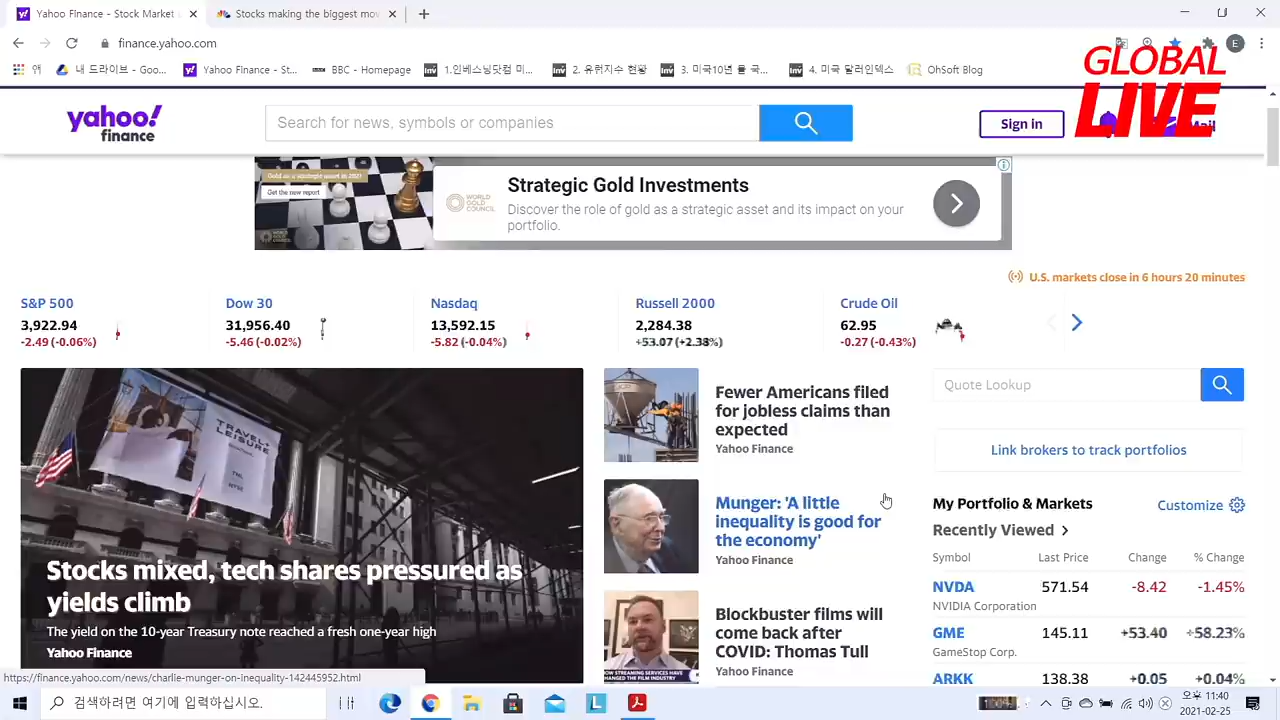 Yahoo Finance - Stock Market
Stocks making the biggest mov
finance.yahoo.com
앱
내 드라이브 - Goo...
Yahoo Finance - St...
BBC - Homepage
1.인베스닝닷컴 미...
2. 유럽지수 현황
3. 미국10년 물 국...
4. 미국 달러인덱스
OhSoft Blog
GLOBAL
LIVE
yahoo!
finance
Search for news, symbols or companies
Sign in
Mail
Gold as a strategic asset in 2021
Get the new report
WORLD
GOLD
COUNCIL
Strategic Gold Investments
Discover the role of gold as a strategic asset and its impact on your
portfolio.
U.S. markets close in 6 hours 20 minutes
S&P 500
3,922.94
-2.49 (-0.06%)
Dow 30
31,956.40
-5.46 (-0.02%)
Nasdaq
13,592.15
-5.82 (-0.04%)
Russell 2000
2,284.38
+53.07 (+2.38%)
Crude Oil
62.95
-0.27 (-0.43%)
TRAVEL+
LEISURE
Stocks mixed, tech shares pressured as
yields climb
The yield on the 10-year Treasury note reached a fresh one-year high
Yahoo Finance
Fewer Americans filed
for jobless claims than
expected
Yahoo Finance
Munger: 'A little
inequality is good for
the economy'
Yahoo Finance
Blockbuster films will
come back after
COVID: Thomas Tull
Yahoo Finance
Quote Lookup
Link brokers to track portfolios
My Portfolio & Markets
Customize
Recently Viewed
Symbol Last Price Change % Change
NVDA 571.54 -8.42 -1.45%
NVIDIA Corporation
GME 145.11 +53.40 +58.23%
GameStop Corp.
ARKK 138.38 +0.05 +0.04%
검색하려면 여기에 입력하십시오.
오후 11:40
2021-02-25